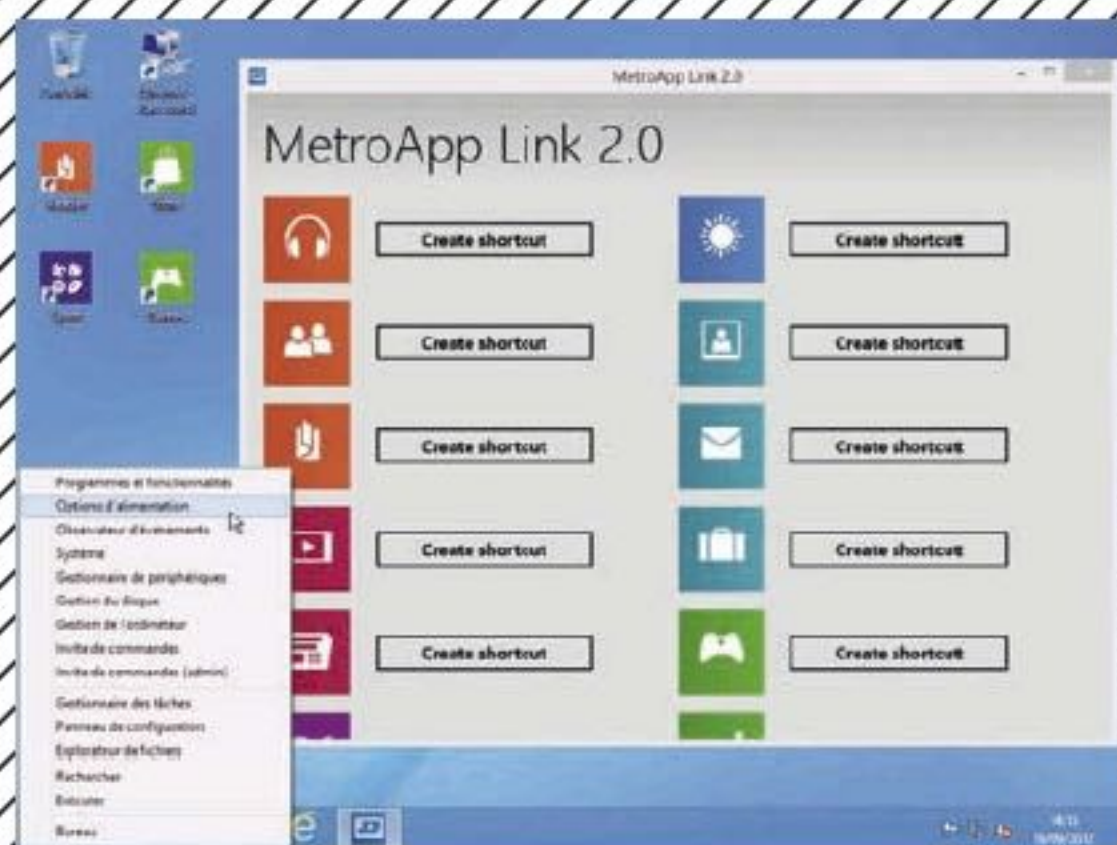 MetroApp Link 2.0
MetroApp Link 2.0
Create shortcut
Create shortcut
Create shortcut
Create shortcut
Create shortcut
Create shortcut
Create shortcut
Create shortcut
Create shortcut
Create shortcut
Programmes et fonctionnalités
Options d'alimentation
Observateur d'événements
Système
Gestionnaire de périphériques
Gestion du disque
Gestion de l'ordinateur
Invite de commandes
Invite de commandes (admin)
Gestionnaire des tâches
Panneau de configuration
Explorateur de fichiers
Rechercher
Exécuter
Bureau